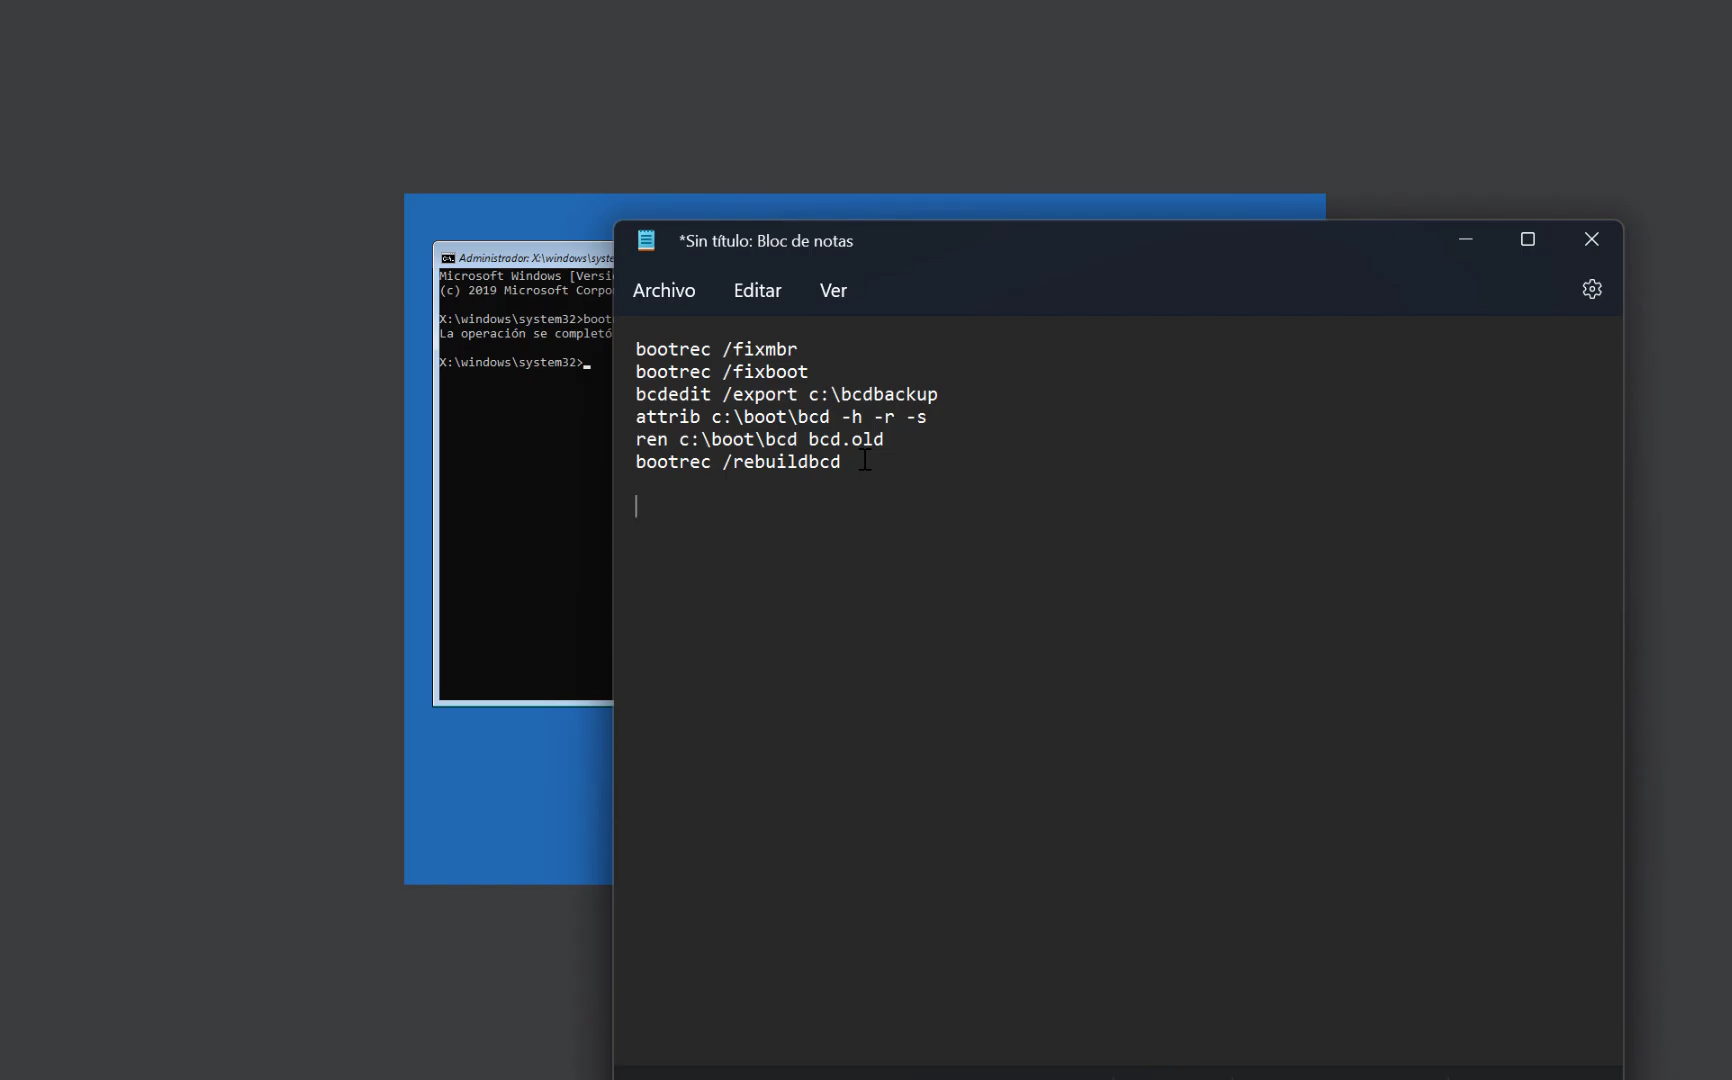 *Sin título: Bloc de notas
Archivo Editar Ver
bootrec /fixmbr
bootrec /fixboot
bcdedit /export c:\bcdbackup
attrib c:\boot\bcd -h -r -s
ren c:\boot\bcd bcd.old
bootrec /rebuildbcd
Administrador: X:\windows\syste
Microsoft Windows [Versi
(c) 2019 Microsoft Corpo
X:\windows\system32>boot
La operación se completó
X:\windows\system32>